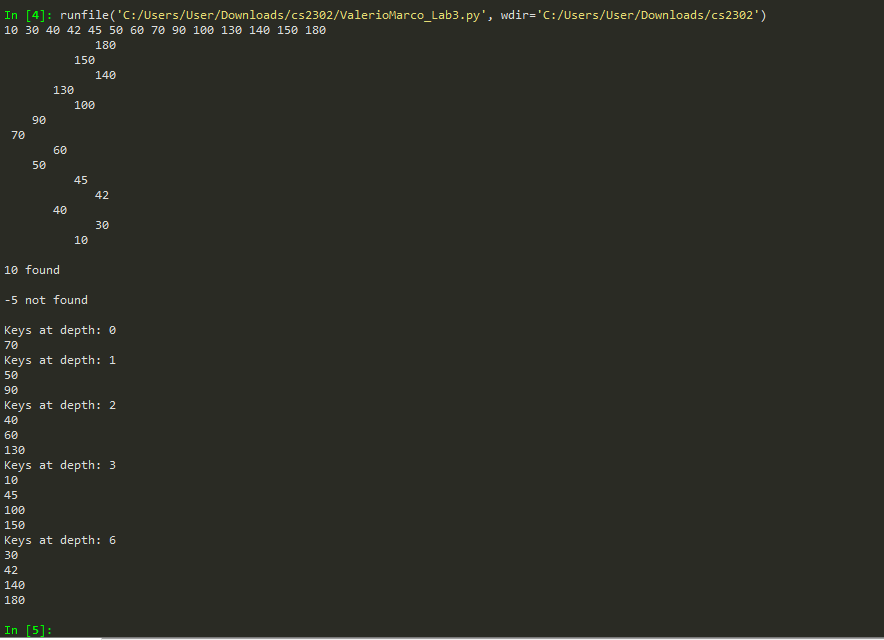 In [4]: runfile('C:/Users/User/Downloads/cs2302/ValerioMarco_Lab3.py', wdir='C:/Users/User/Downloads/cs2302')
10 30 40 42 45 50 60 70 90 100 130 140 150 180
             180
          150
             140
       130
          100
    90
 70
       60
    50
          45
             42
       40
             30
          10
10 found
-5 not found
Keys at depth: 0
70
Keys at depth: 1
50
90
Keys at depth: 2
40
60
130
Keys at depth: 3
10
45
100
150
Keys at depth: 6
30
42
140
180
In [5]: